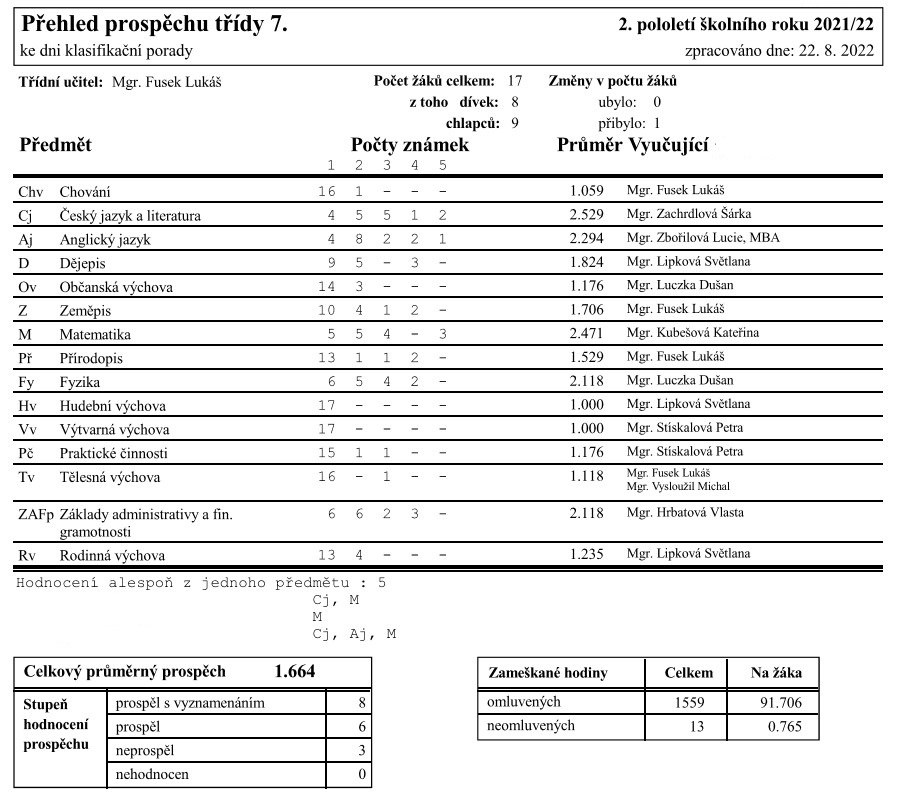 Přehled prospěchu třídy 7. 2. pololetí školního roku 2021/22
ke dni klasifikační porady zpracováno dne: 22. 8. 2022
Třídní učitel: Mgr. Fusek Lukáš Počet žáků celkem: 17 Změny v počtu žáků
z toho dívek: 8 ubylo: 0
chlapců: 9 přibylo: 1
Předmět Počty známek Průměr Vyučující
1 2 3 4 5
Chv Chování 16 1 - - - 1.059 Mgr. Fusek Lukáš
Cj Český jazyk a literatura 4 5 5 1 2 2.529 Mgr. Zachrdlová Šárka
Aj Anglický jazyk 4 8 2 2 1 2.294 Mgr. Zbořilová Lucie, MBA
D Dějepis 9 5 - 3 - 1.824 Mgr. Lipková Světlana
Ov Občanská výchova 14 3 - - - 1.176 Mgr. Luczka Dušan
Z Zeměpis 10 4 1 2 - 1.706 Mgr. Fusek Lukáš
M Matematika 5 5 4 - 3 2.471 Mgr. Kubešová Kateřina
Př Přírodopis 13 1 1 2 - 1.529 Mgr. Fusek Lukáš
Fy Fyzika 6 5 4 2 - 2.118 Mgr. Luczka Dušan
Hv Hudební výchova 17 - - - - 1.000 Mgr. Lipková Světlana
Vv Výtvarná výchova 17 - - - - 1.000 Mgr. Stiskalová Petra
Pč Praktické činnosti 15 1 1 - - 1.176 Mgr. Stiskalová Petra
Tv Tělesná výchova 16 - 1 - - 1.118 Mgr. Fusek Lukáš
Mgr. Vysloužil Michal
ZAFp Základy administrativy a fin. 6 6 2 3 - 2.118 Mgr. Hrbatová Vlasta
gramotnosti
Rv Rodinná výchova 13 4 - - - 1.235 Mgr. Lipková Světlana
Hodnocení alespoň z jednoho předmětu : 5
Cj, M
M
Cj, Aj, M
Celkový průměrný prospěch 1.664 Zameškané hodiny Celkem Na žáka
Stupeň hodnocení prospěchu prospěl s vyznamenáním 8 omluvených 1559 91.706
prospěl 6 neomluvených 13 0.765
neprospěl 3
nehodnocen 0